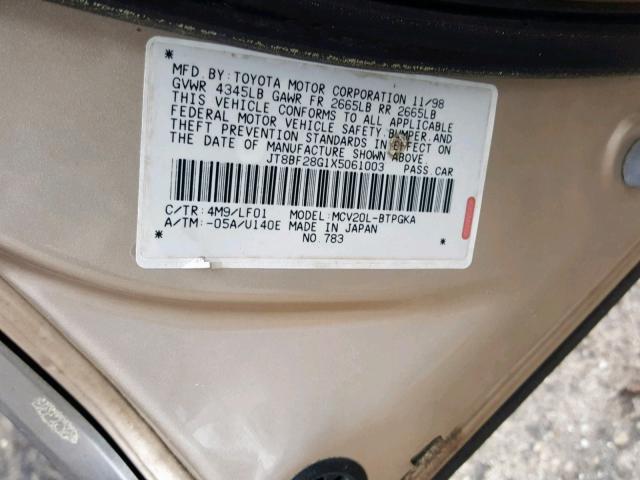 MFD. BY: TOYOTA MOTOR CORPORATION 11/98
GVWR 4345LB GAWR FR 2665LB RR 2665LB
THIS VEHICLE CONFORMS TO ALL APPLICABLE
FEDERAL MOTOR VEHICLE SAFETY, BUMPER, AND
THEFT PREVENTION STANDARDS IN EFFECT ON
THE DATE OF MANUFACTURE SHOWN ABOVE.
JT8BF28G1X5061003 PASS. CAR
C/TR: 4M9/LF01 MODEL: MCV20L-BTPGKA
A/TM: -05A/U140E MADE IN JAPAN
NO. 783